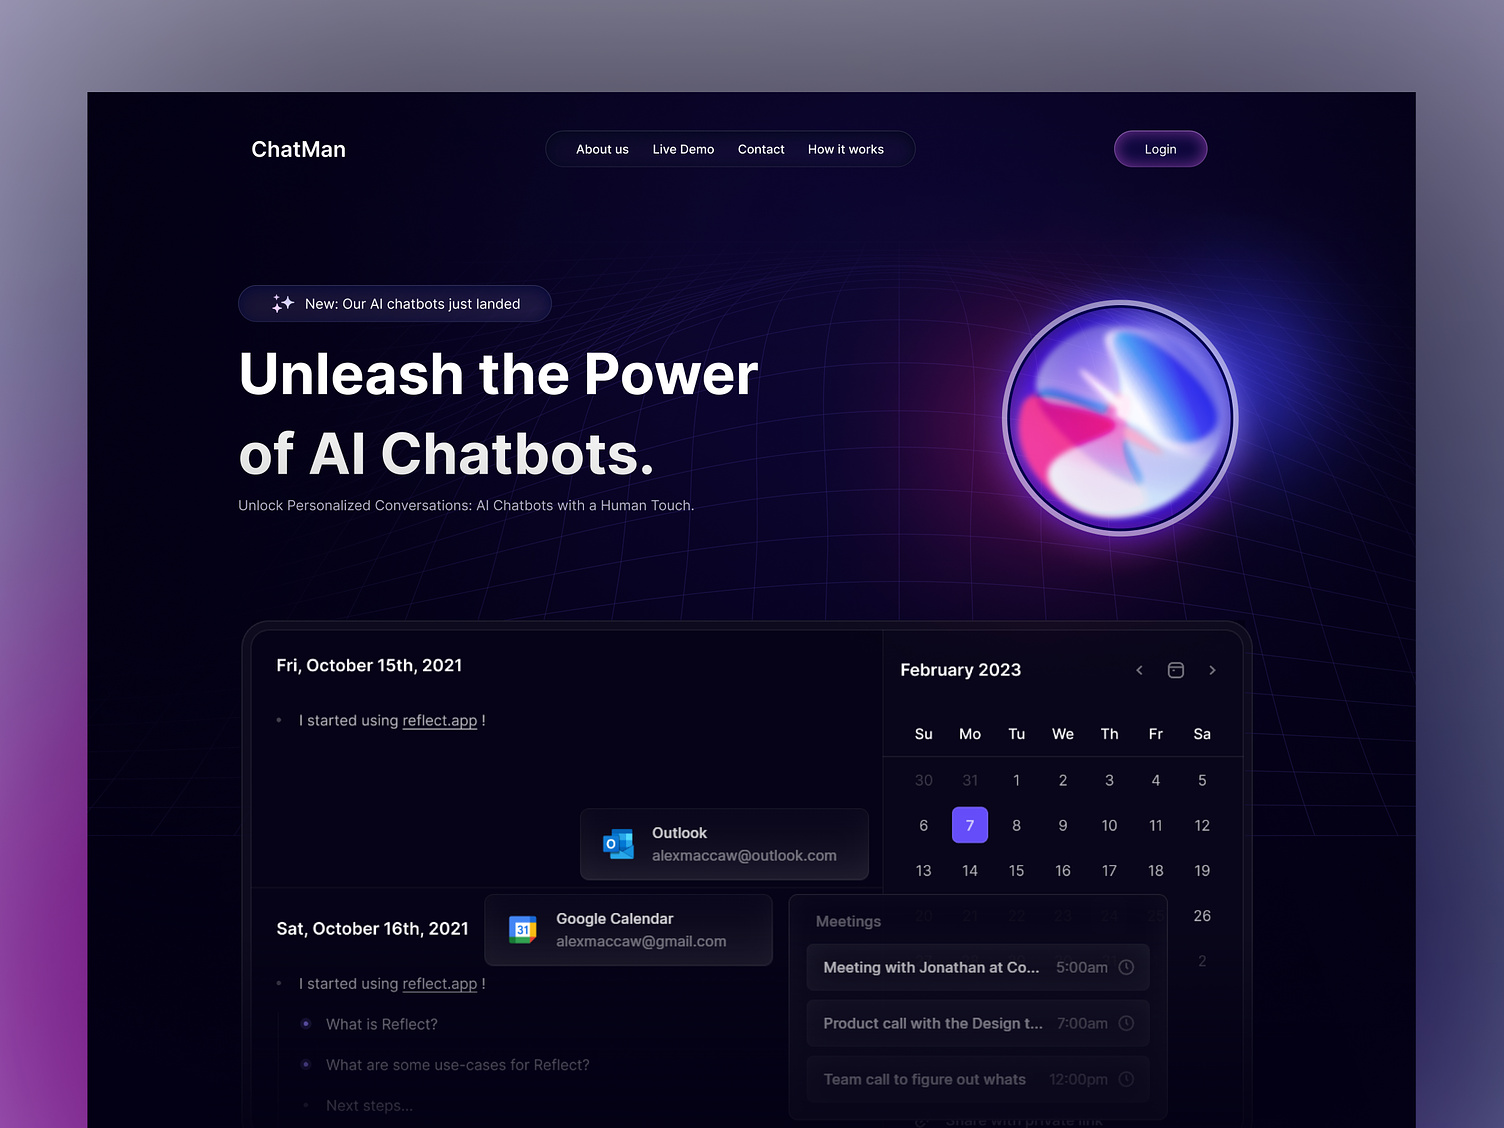 ChatMan
About us Live Demo Contact How it works
Login
New: Our AI chatbots just landed
Unleash the Power
of AI Chatbots.
Unlock Personalized Conversations: AI Chatbots with a Human Touch.
Fri, October 15th, 2021
I started using reflect.app !
Outlook
alexmaccaw@outlook.com
Sat, October 16th, 2021
Google Calendar
31
alexmaccaw@gmail.com
I started using reflect.app !
What is Reflect?
What are some use-cases for Reflect?
Next steps...
February 2023
Su Mo Tu We Th Fr Sa
30 31 1 2 3 4 5
6 7 8 9 10 11 12
13 14 15 16 17 18 19
20 21 22 23 24 25 26
2
Meetings
Meeting with Jonathan at Co... 5:00am
Product call with the Design t... 7:00am
Team call to figure out whats 12:00pm
Share with private link